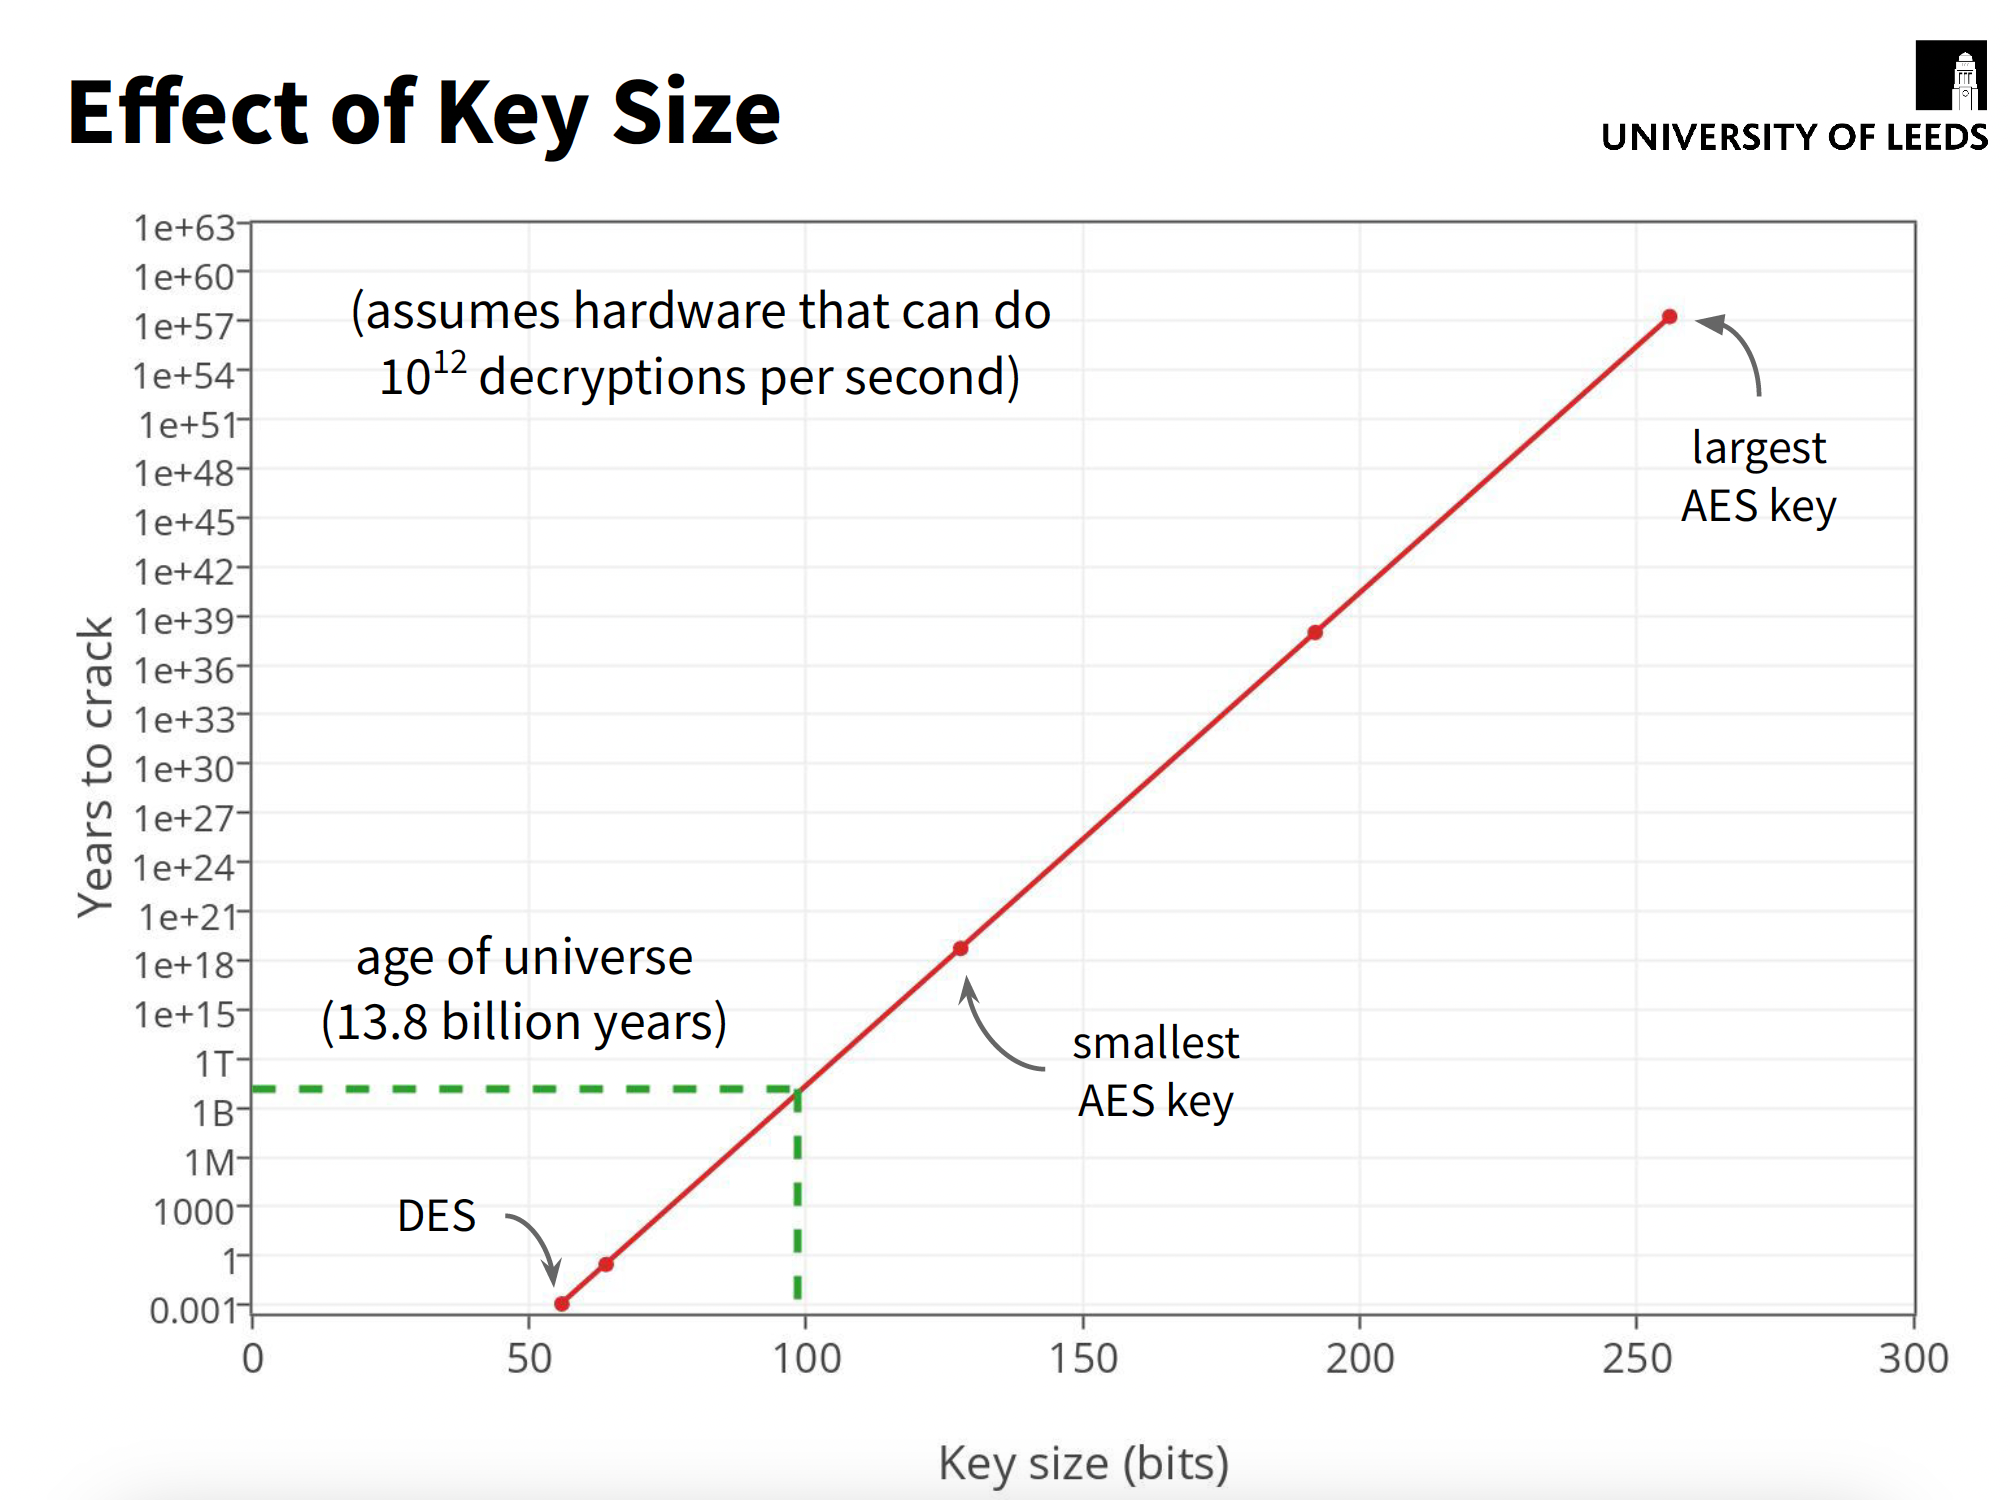 Effect of Key Size
UNIVERSITY OF LEEDS
1e+63
1e+60
1e+57
1e+54
1e+51
1e+48
1e+45
1e+42
1e+39
1e+36
1e+33
1e+30
1e+27
1e+24
1e+21
1e+18
1e+15
1T
1B
1M
1000
1
0.001
Years to crack
(assumes hardware that can do
10¹² decryptions per second)
largest
AES key
age of universe
(13.8 billion years)
smallest
AES key
DES
0 50 100 150 200 250 300
Key size (bits)